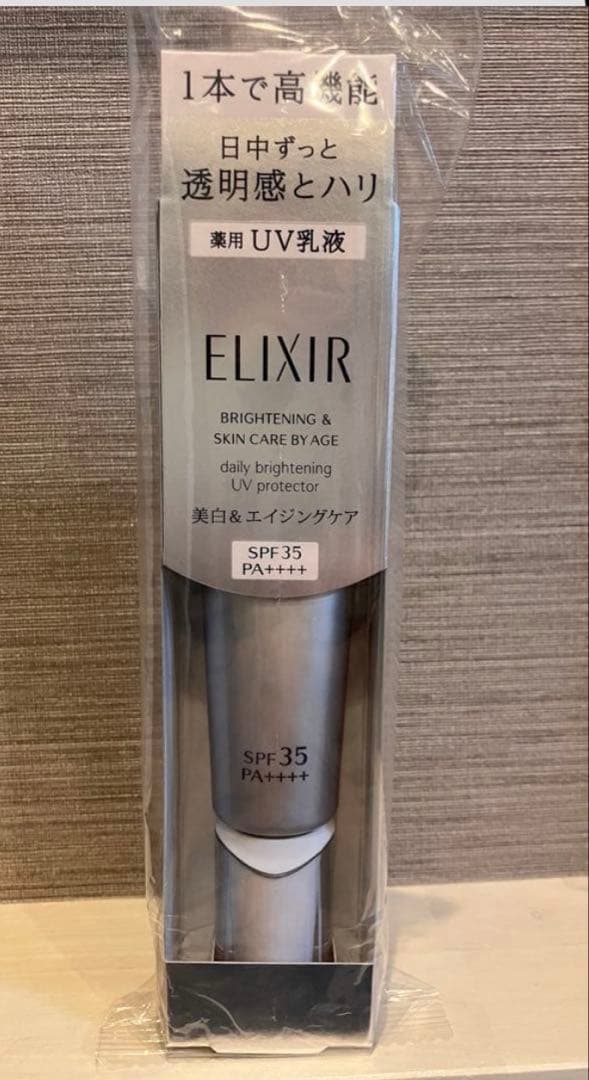 1本で高機能
日中ずっと
透明感とハリ
薬用 UV乳液
ELIXIR
BRIGHTENING &
SKIN CARE BY AGE
daily brightening
UV protector
美白&エイジングケア
SPF35
PA++++
SPF35
PA++++